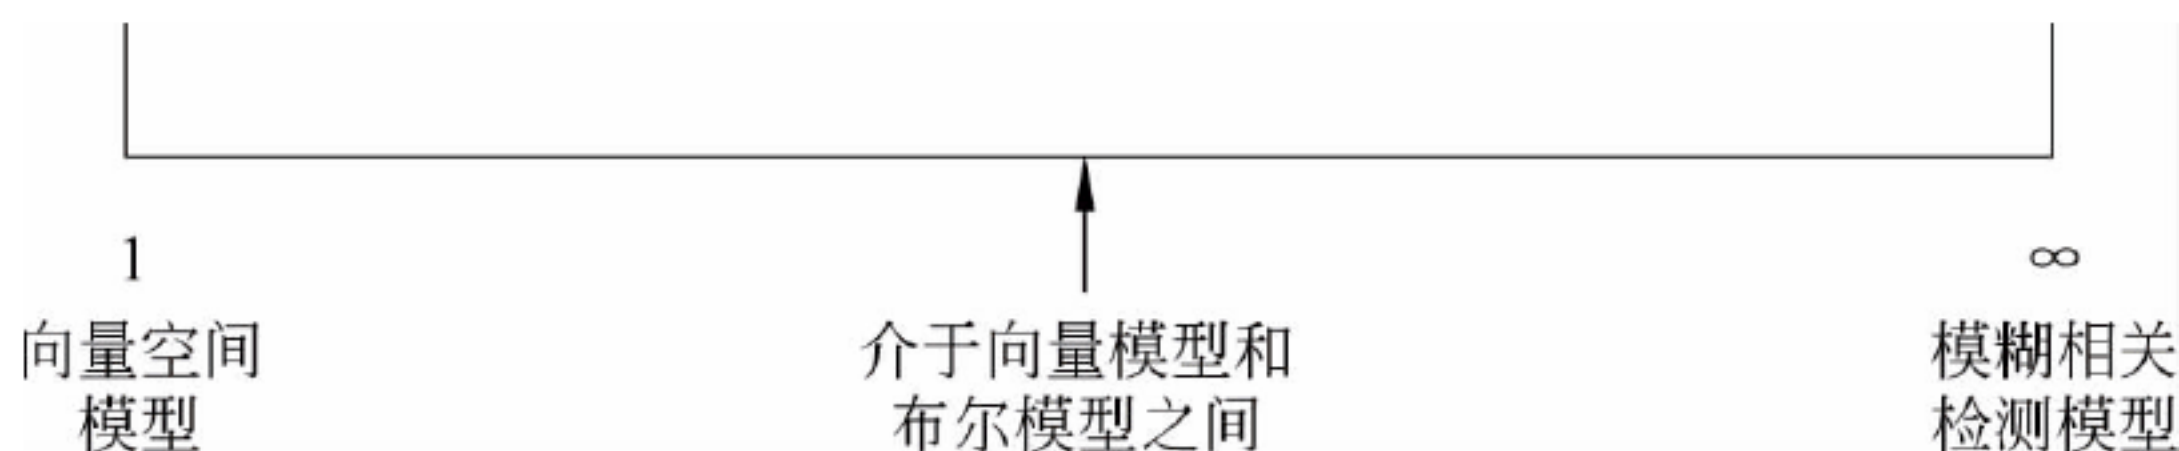 1
∞
向量空间
模型
介于向量模型和
布尔模型之间
模糊相关
检测模型